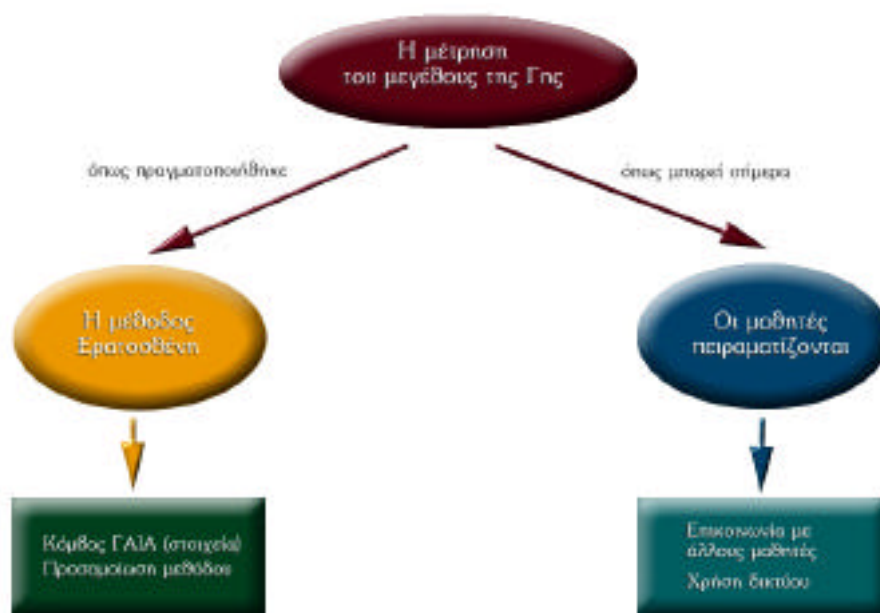 Η μέτρηση
του μεγέθους της Γης
όπως πραγματοποιήθηκε
όπως μπορεί σήμερα
Η μέθοδος
Ερατοσθένη
Οι μαθητές
πειραματίζονται
Κόμβος ΓΑΙΑ (στοιχεία)
Προσομοίωση μεθόδου
Επικοινωνία με
άλλους μαθητές
Χρήση δικτύου